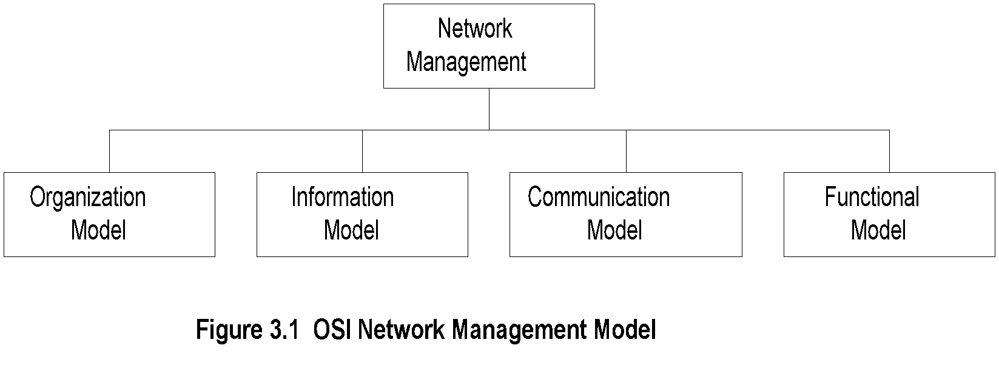 Network
Management
Organization
Model
Information
Model
Communication
Model
Functional
Model
Figure 3.1 OSI Network Management Model